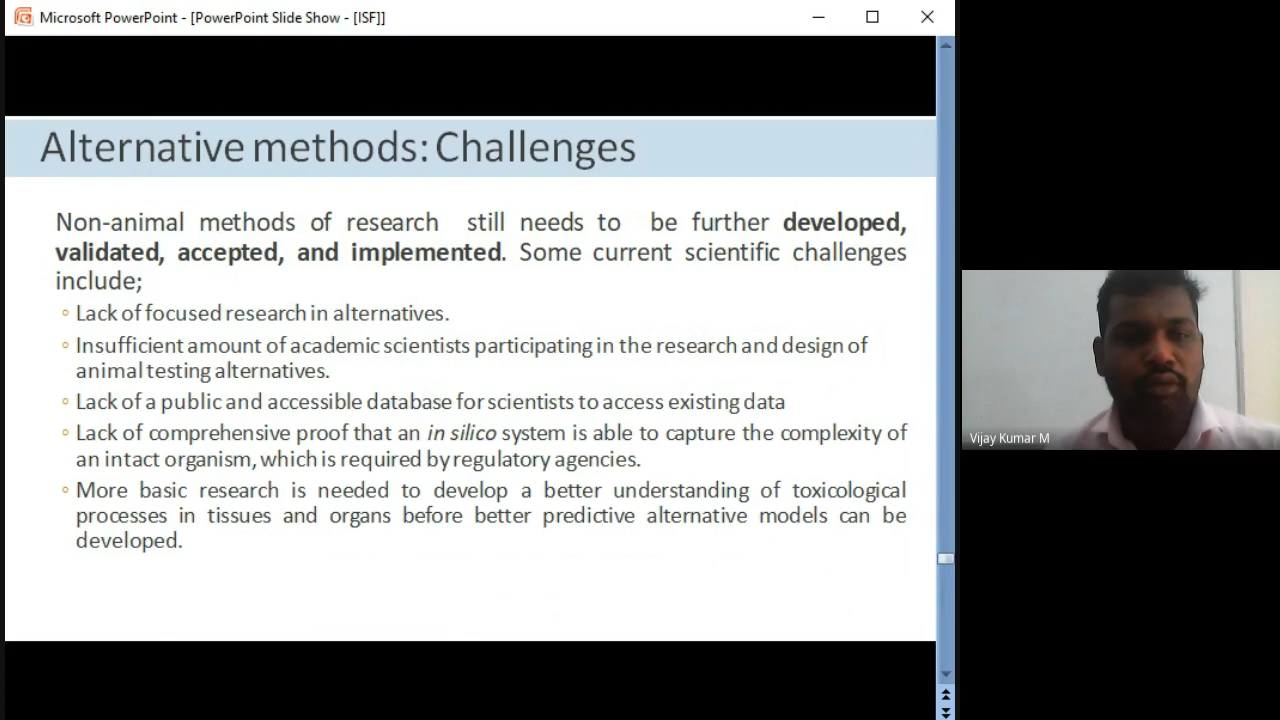 Microsoft PowerPoint - [PowerPoint Slide Show - [ISF]]
Alternative methods: Challenges
Non-animal methods of research still needs to be further developed,
validated, accepted, and implemented. Some current scientific challenges
include;
◦ Lack of focused research in alternatives.
◦ Insufficient amount of academic scientists participating in the research and design of
animal testing alternatives.
◦ Lack of a public and accessible database for scientists to access existing data
◦ Lack of comprehensive proof that an in silico system is able to capture the complexity of
an intact organism, which is required by regulatory agencies.
◦ More basic research is needed to develop a better understanding of toxicological
processes in tissues and organs before better predictive alternative models can be
developed.
Vijay Kumar M